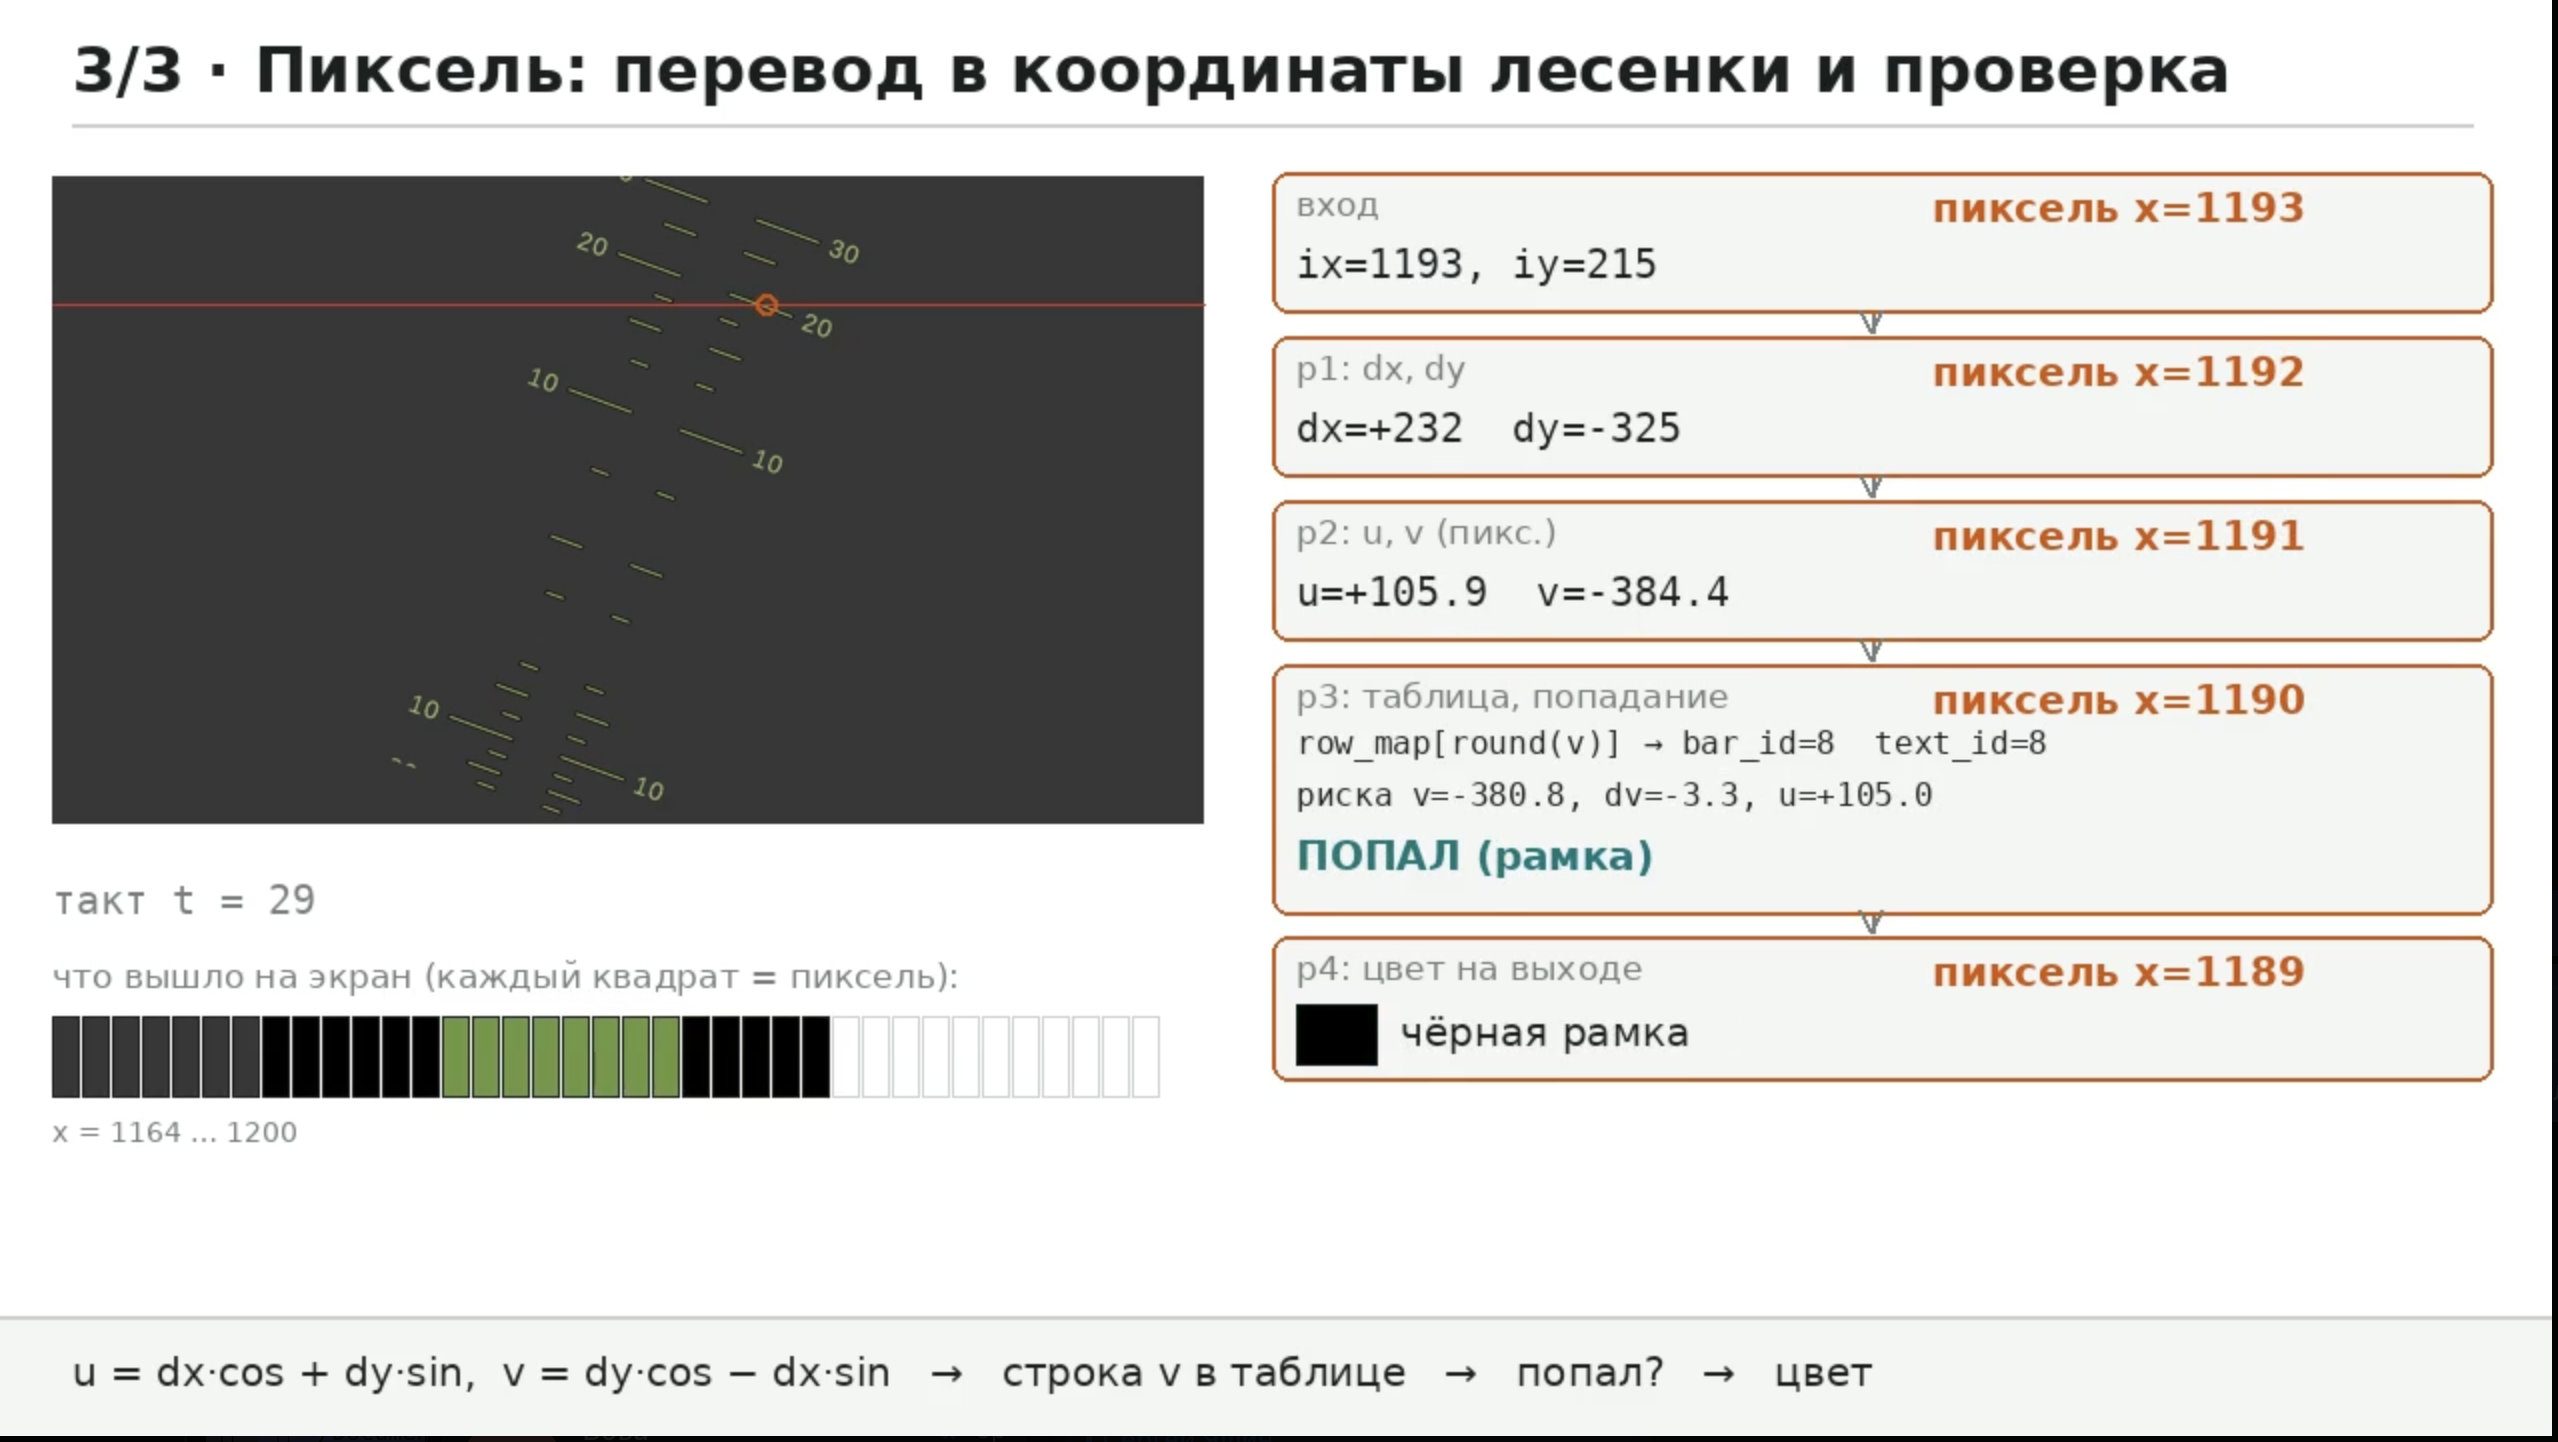 3/3 · Пиксель: перевод в координаты лесенки и проверка
20
30
20
10
10
10
10
вход
пиксель x=1193
ix=1193, iy=215
p1: dx, dy
пиксель x=1192
dx=+232 dy=-325
p2: u, v (пикс.)
пиксель x=1191
u=+105.9 v=-384.4
p3: таблица, попадание
пиксель x=1190
row_map[round(v)] → bar_id=8 text_id=8
риска v=-380.8, dv=-3.3, u=+105.0
ПОПАЛ (рамка)
p4: цвет на выходе
пиксель x=1189
чёрная рамка
такт t = 29
что вышло на экран (каждый квадрат = пиксель):
x = 1164 ... 1200
u = dx·cos + dy·sin, v = dy·cos − dx·sin → строка v в таблице → попал? → цвет